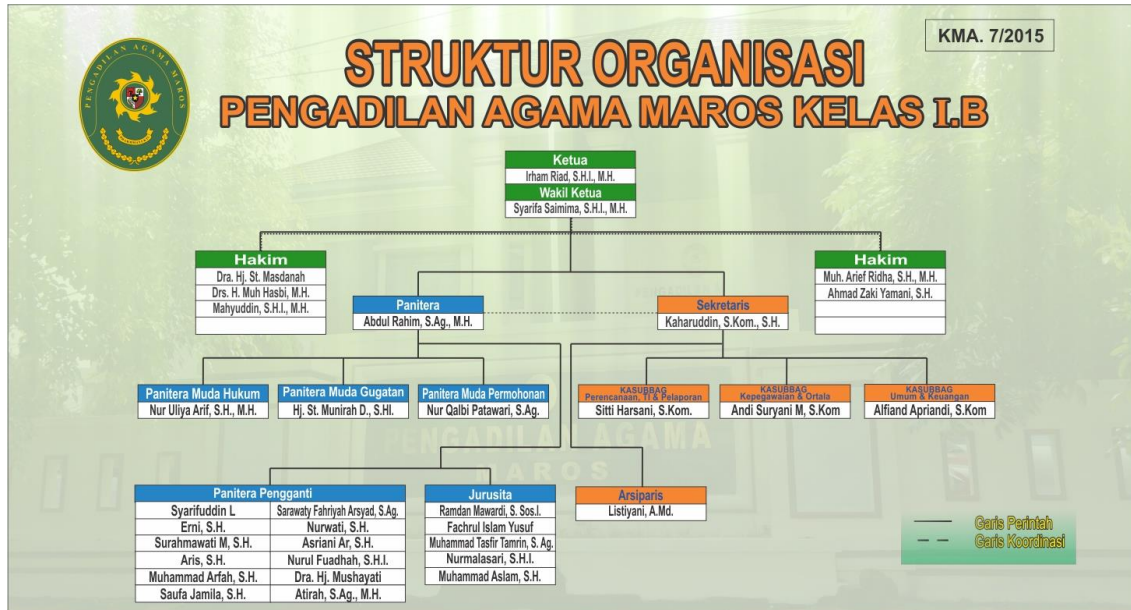 KMA. 7/2015
PENGADILAN AGAMA MAROS
STRUKTUR ORGANISASI
PENGADILAN AGAMA MAROS KELAS I.B
Ketua
Irham Riad, S.H.I., M.H.
Wakil Ketua
Syarifa Saimima, S.H.I., M.H.
Hakim
Dra. Hj. St. Masdanah
Drs. H. Muh Hasbi, M.H.
Mahyuddin, S.H.I., M.H.
Hakim
Muh. Arief Ridha, S.H., M.H.
Ahmad Zaki Yamani, S.H.
Panitera
Abdul Rahim, S.Ag., M.H.
Sekretaris
Kaharuddin, S.Kom., S.H.
Panitera Muda Hukum
Nur Uliya Arif, S.H., M.H.
Panitera Muda Gugatan
Hj. St. Munirah D., S.HI.
Panitera Muda Permohonan
Nur Qalbi Patawari, S.Ag.
KASUBBAG
Perencanaan, TI & Pelaporan
Sitti Harsani, S.Kom.
KASUBBAG
Kepegawaian & Ortala
Andi Suryani M, S.Kom
KASUBBAG
Umum & Keuangan
Alfiand Apriandi, S.Kom
PENGADILAN AGAMA
MAROS
Panitera Pengganti
Syarifuddin L
Sarawaty Fahriyah Arsyad, S.Ag.
Erni, S.H.
Nurwati, S.H.
Surahmawati M, S.H.
Asriani Ar, S.H.
Aris, S.H.
Nurul Fuadhah, S.H.I.
Muhammad Arfah, S.H.
Dra. Hj. Mushayati
Saufa Jamila, S.H.
Atirah, S.Ag., M.H.
Jurusita
Ramdan Mawardi, S. Sos.I.
Fachrul Islam Yusuf
Muhammad Tasfir Tamrin, S. Ag.
Nurmalasari, S.H.I.
Muhammad Aslam, S.H.
Arsiparis
Listiyani, A.Md.
Garis Perintah
Garis Koordinasi